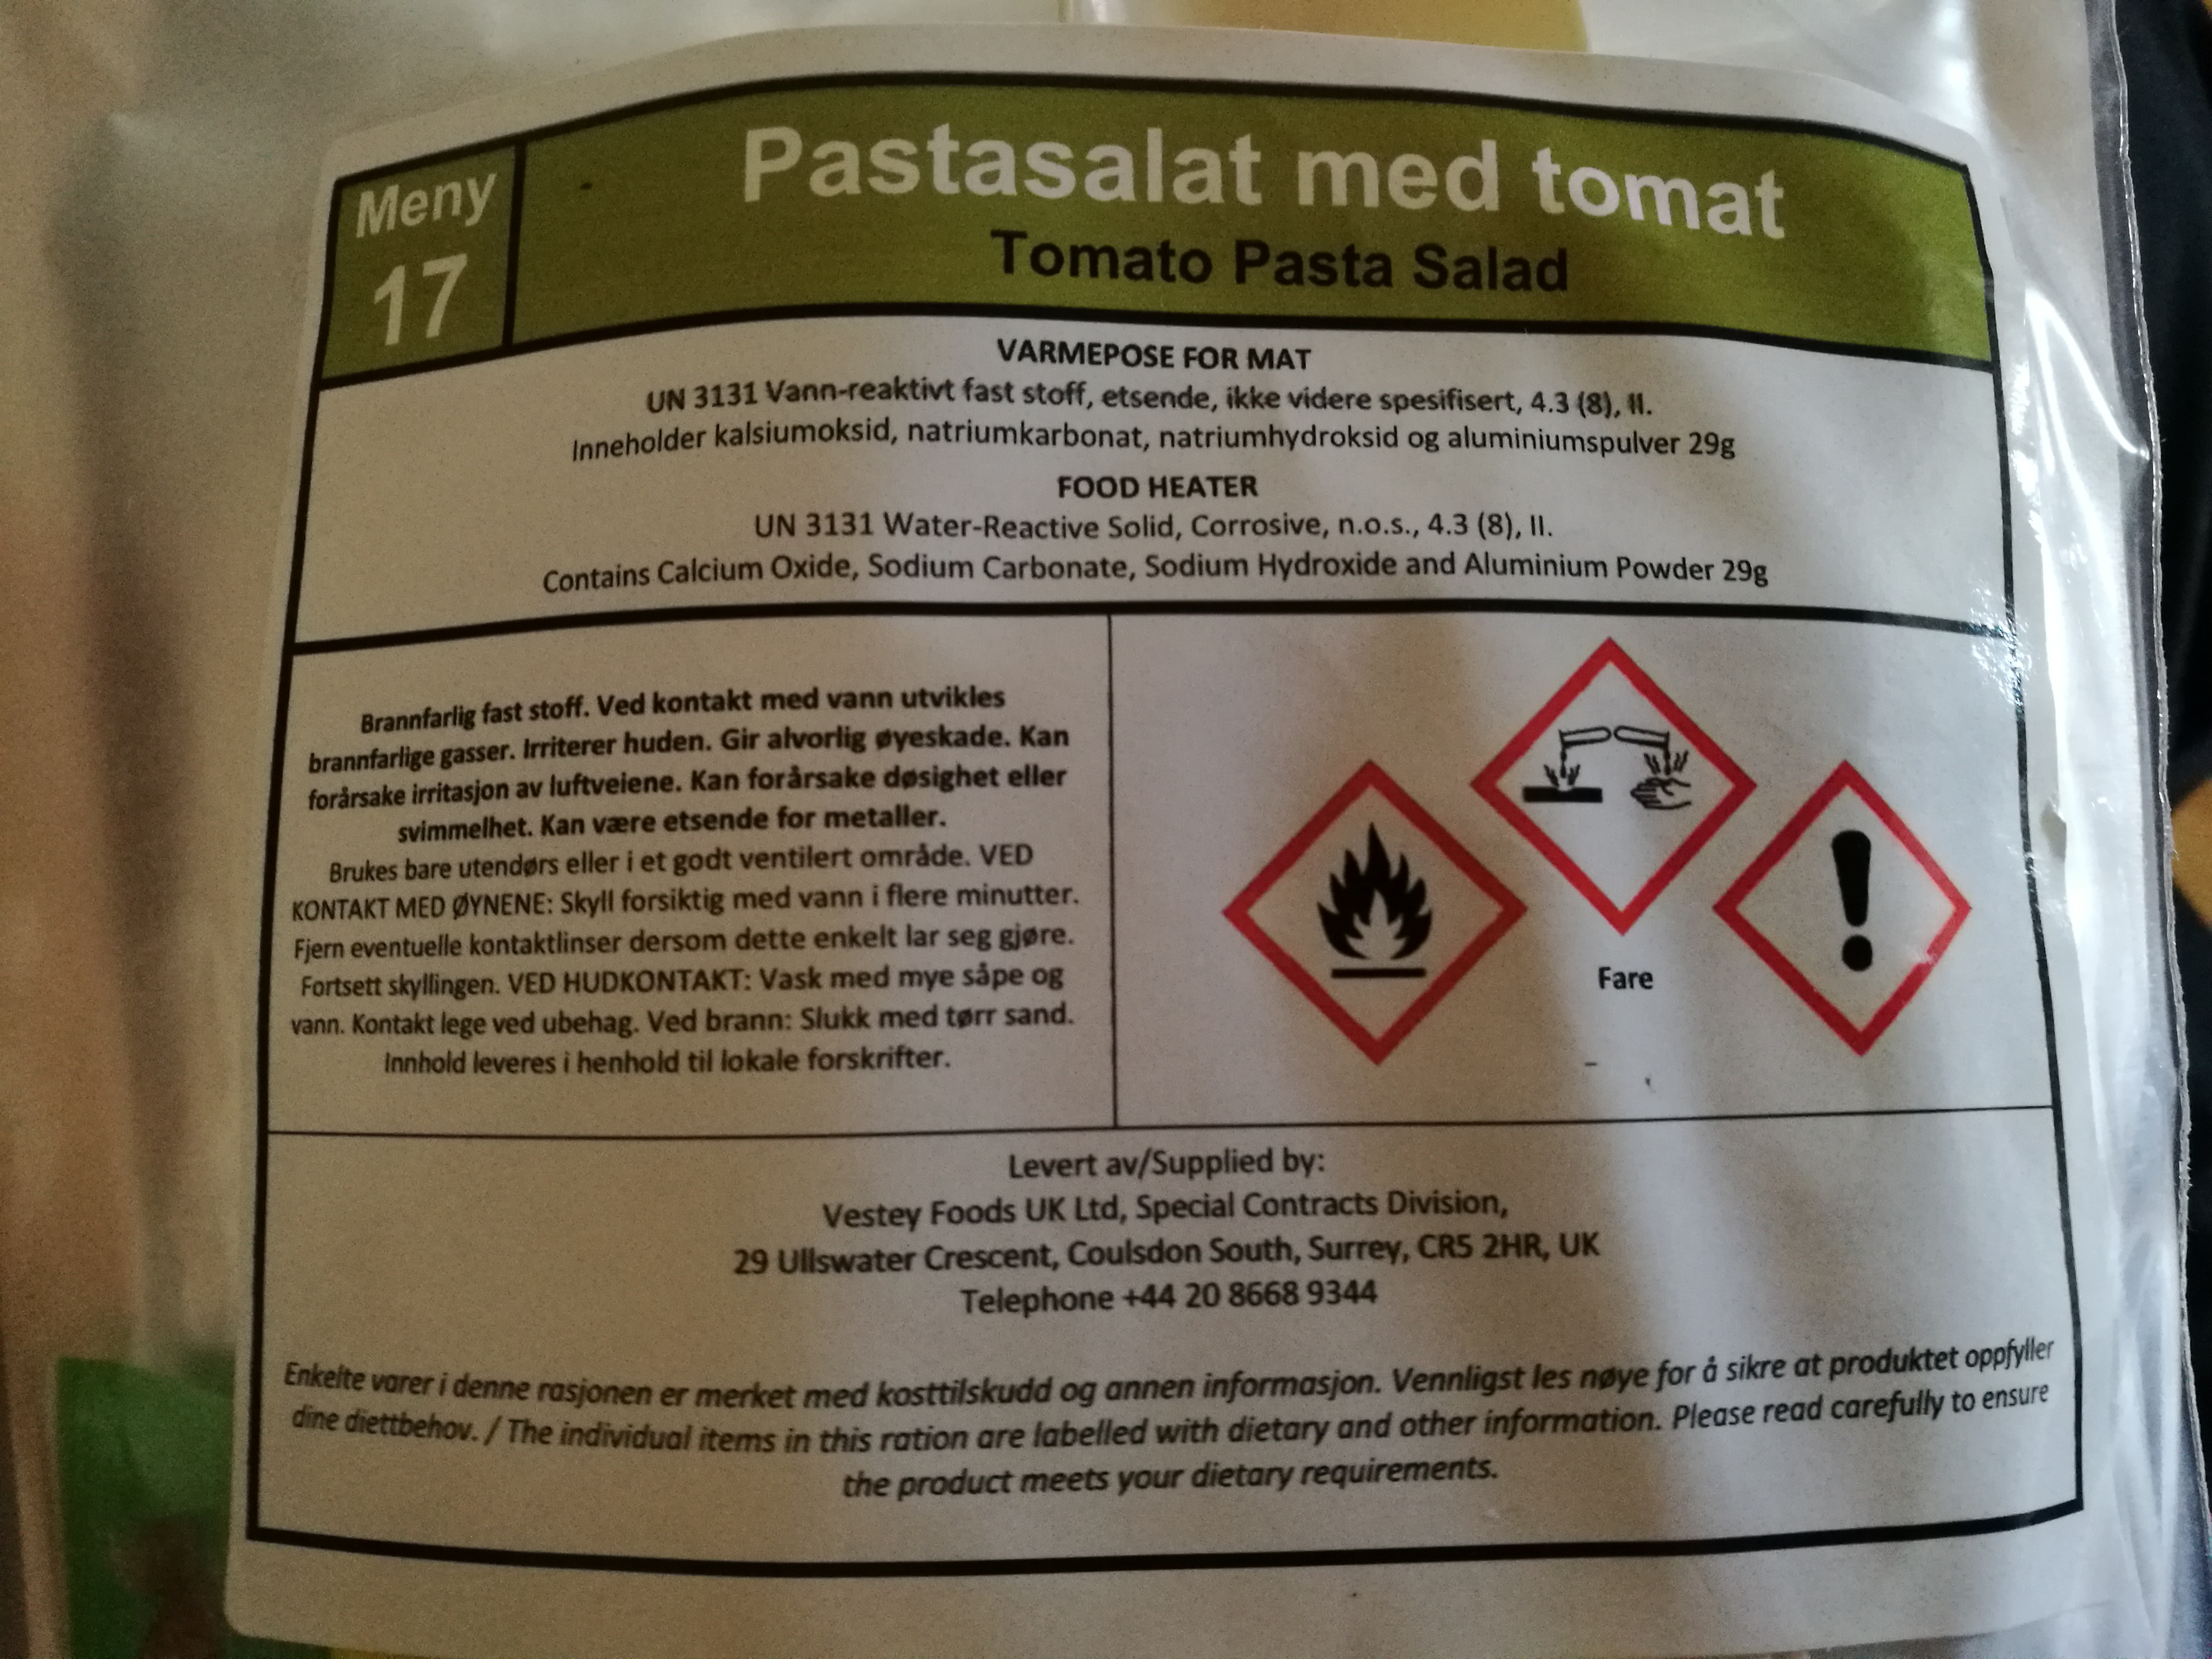 Meny
17
Pastasalat med tomat
Tomato Pasta Salad
VARMEPOSE FOR MAT
UN 3131 Vann-reaktivt fast stoff, etsende, ikke videre spesifisert, 4.3 (8), II.
Inneholder kalsiumoksid, natriumkarbonat, natriumhydroksid og aluminiumspulver 29g
FOOD HEATER
UN 3131 Water-Reactive Solid, Corrosive, n.o.s., 4.3 (8), II.
Contains Calcium Oxide, Sodium Carbonate, Sodium Hydroxide and Aluminium Powder 29g
Brannfarlig fast stoff. Ved kontakt med vann utvikles
brannfarlige gasser. Irriterer huden. Gir alvorlig øyeskade. Kan
forårsake irritasjon av luftveiene. Kan forårsake døsighet eller
svimmelhet. Kan være etsende for metaller.
Brukes bare utendørs eller i et godt ventilert område. VED
KONTAKT MED ØYNENE: Skyll forsiktig med vann i flere minutter.
Fjern eventuelle kontaktlinser dersom dette enkelt lar seg gjøre.
Fortsett skyllingen. VED HUDKONTAKT: Vask med mye såpe og
vann. Kontakt lege ved ubehag. Ved brann: Slukk med tørr sand.
Innhold leveres i henhold til lokale forskrifter.
Fare
Levert av/Supplied by:
Vestey Foods UK Ltd, Special Contracts Division,
29 Ullswater Crescent, Coulsdon South, Surrey, CR5 2HR, UK
Telephone +44 20 8668 9344
Enkelte varer i denne rasjonen er merket med kosttilskudd og annen informasjon. Vennligst les nøye for å sikre at produktet oppfyller
dine diettbehov. / The individual items in this ration are labelled with dietary and other information. Please read carefully to ensure
the product meets your dietary requirements.